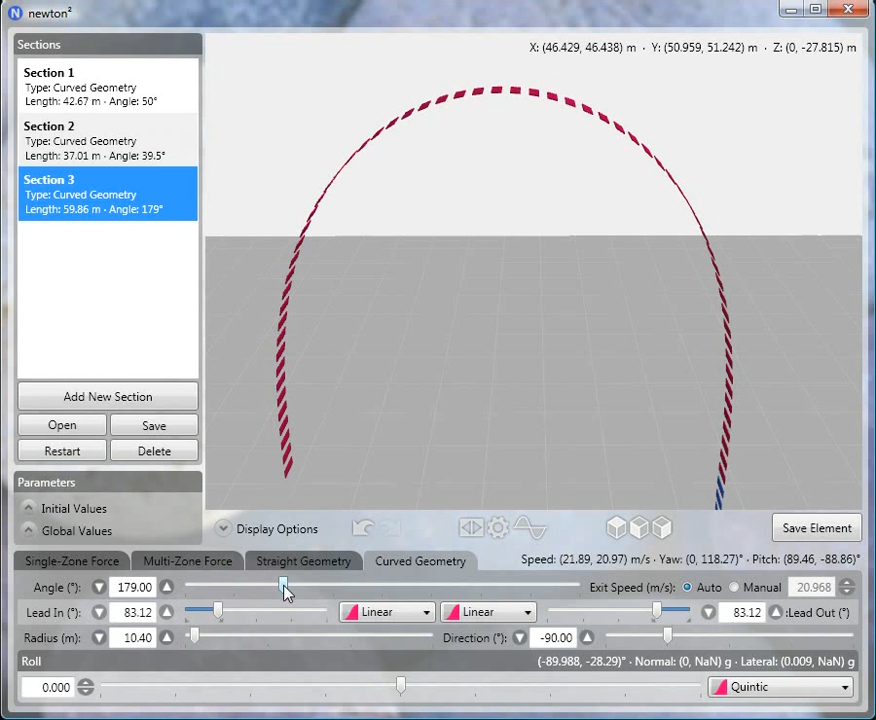 newton²
Sections
Section 1
Type: Curved Geometry
Length: 42.67 m · Angle: 50°
Section 2
Type: Curved Geometry
Length: 37.01 m · Angle: 39.5°
Section 3
Type: Curved Geometry
Length: 59.86 m · Angle: 179°
X: (46.429, 46.438) m · Y: (50.959, 51.242) m · Z: (0, -27.815) m
Add New Section
Open Save
Restart Delete
Parameters
Initial Values
Global Values
Display Options
Save Element
Single-Zone Force Multi-Zone Force Straight Geometry Curved Geometry Speed: (21.89, 20.97) m/s · Yaw: (0, 118.27)° · Pitch: (89.46, -88.86)°
Angle (°): 179.00 Exit Speed (m/s): Auto Manual 20.968
Lead In (°): 83.12 Linear Linear 83.12 :Lead Out (°)
Radius (m): 10.40 Direction (°): -90.00
Roll (-89.988, -28.29)° · Normal: (0, NaN) g · Lateral: (0.009, NaN) g
0.000 Quintic